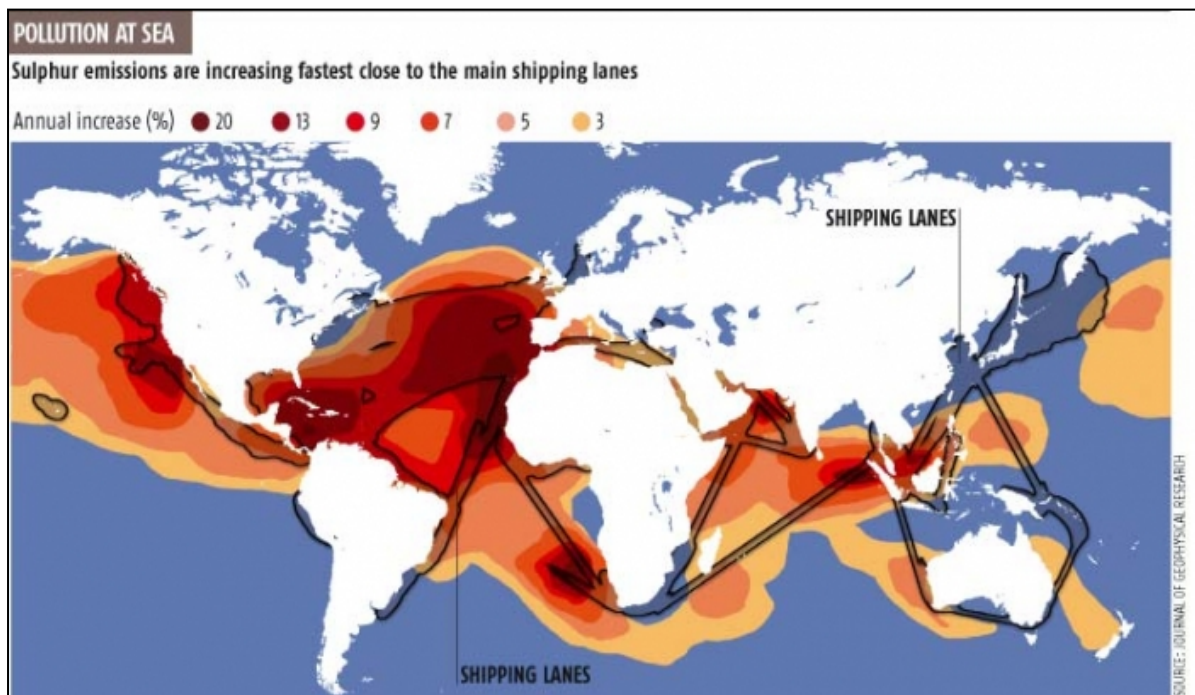 POLLUTION AT SEA
Sulphur emissions are increasing fastest close to the main shipping lanes
Annual increase (%) 20 13 9 7 5 3
SHIPPING LANES
SHIPPING LANES
SOURCE: JOURNAL OF GEOPHYSICAL RESEARCH